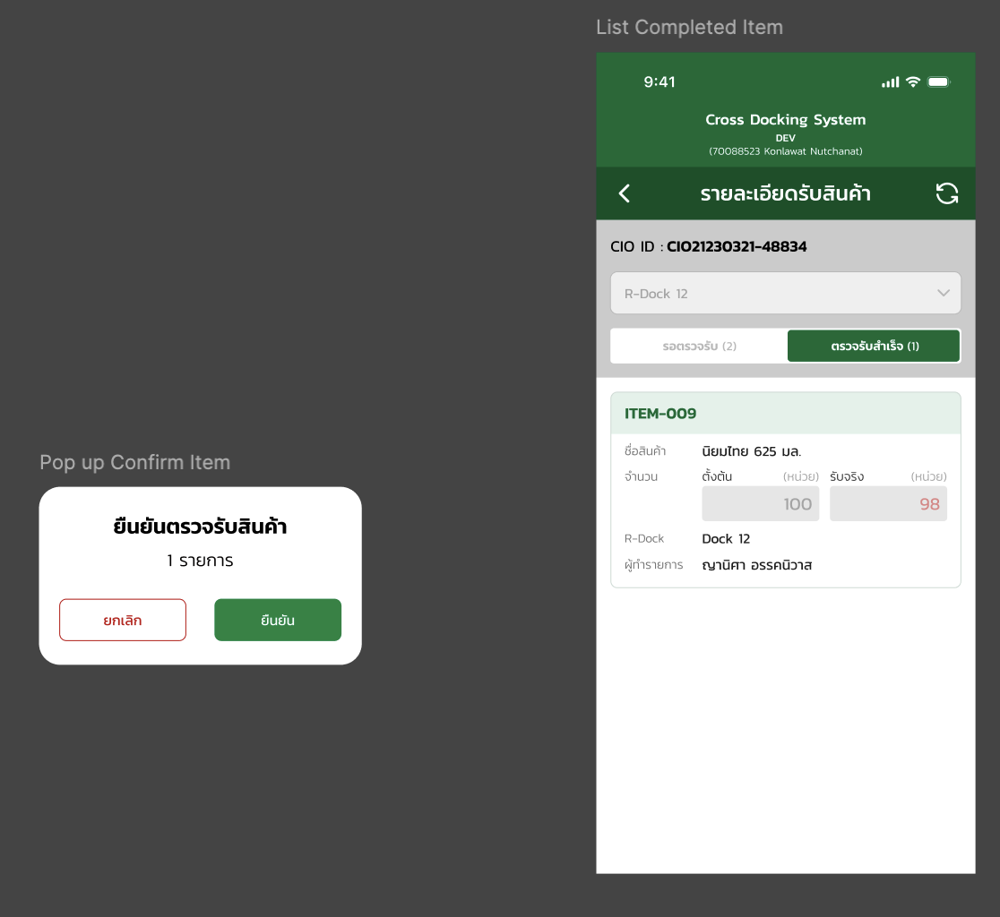 List Completed Item
9:41
Cross Docking System
DEV
(70088523 Konlawat Nutchanat)
รายละเอียดรับสินค้า
CIO ID : CIO21230321-48834
R-Dock 12
รอตรวจรับ (2) ตรวจรับสำเร็จ (1)
ITEM-009
ชื่อสินค้า นิยมไทย 625 มล.
จำนวน ตั้งต้น (หน่วย) รับจริง (หน่วย)
100 98
R-Dock Dock 12
ผู้ทำรายการ ญานิศา อรรคนิวาส
Pop up Confirm Item
ยืนยันตรวจรับสินค้า
1 รายการ
ยกเลิก ยืนยัน